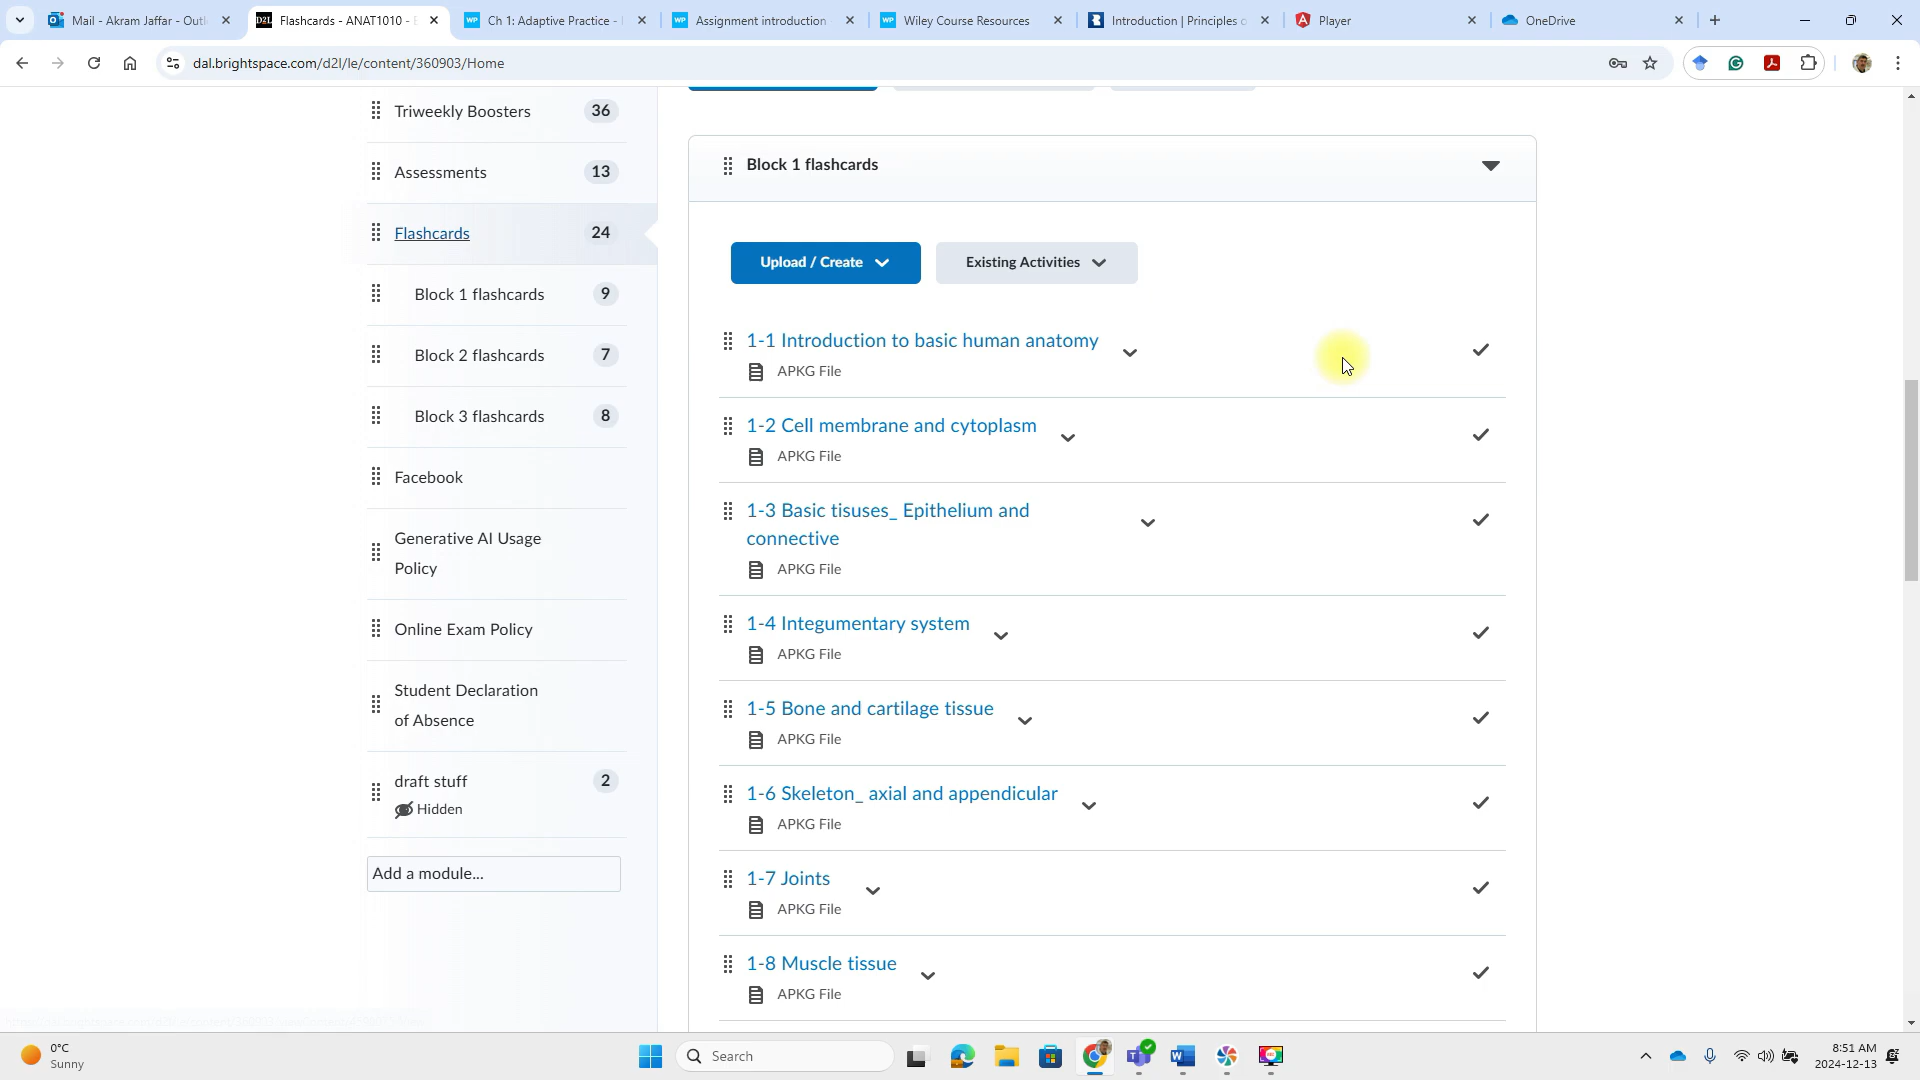 Mail - Akram Jaffar - Outl
Flashcards - ANAT1010 -
Ch 1: Adaptive Practice -
Assignment introduction
Wiley Course Resources
Introduction | Principles o
Player
OneDrive
dal.brightspace.com/d2l/le/content/360903/Home
Triweekly Boosters 36
Assessments 13
Flashcards 24
Block 1 flashcards 9
Block 2 flashcards 7
Block 3 flashcards 8
Facebook
Generative AI Usage
Policy
Online Exam Policy
Student Declaration
of Absence
draft stuff 2
Hidden
Add a module...
Block 1 flashcards
Upload / Create
Existing Activities
1-1 Introduction to basic human anatomy
APKG File
1-2 Cell membrane and cytoplasm
APKG File
1-3 Basic tisuses_ Epithelium and
connective
APKG File
1-4 Integumentary system
APKG File
1-5 Bone and cartilage tissue
APKG File
1-6 Skeleton_ axial and appendicular
APKG File
1-7 Joints
APKG File
1-8 Muscle tissue
APKG File
0°C
Sunny
Search
8:51 AM
2024-12-13